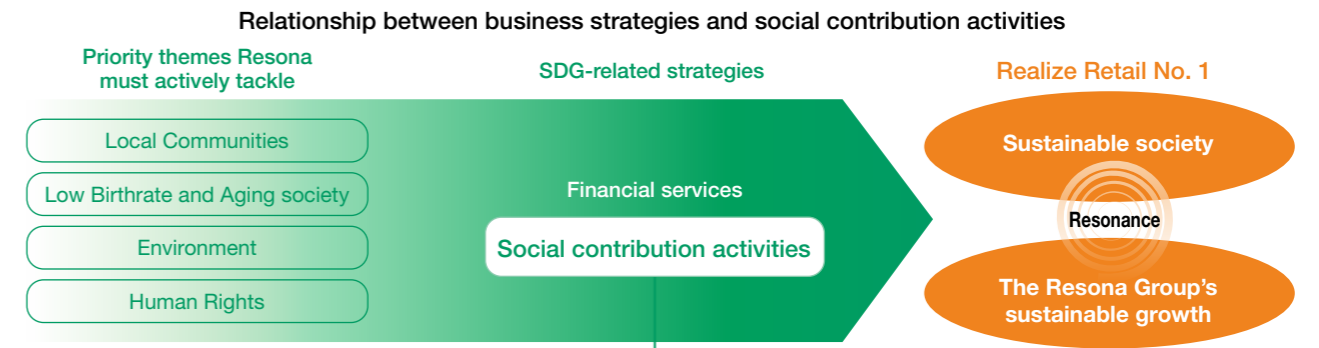 Relationship between business strategies and social contribution activities
Priority themes Resona
must actively tackle
Local Communities
Low Birthrate and Aging society
Environment
Human Rights
SDG-related strategies
Financial services
Social contribution activities
Realize Retail No. 1
Sustainable society
Resonance
The Resona Group's
sustainable growth